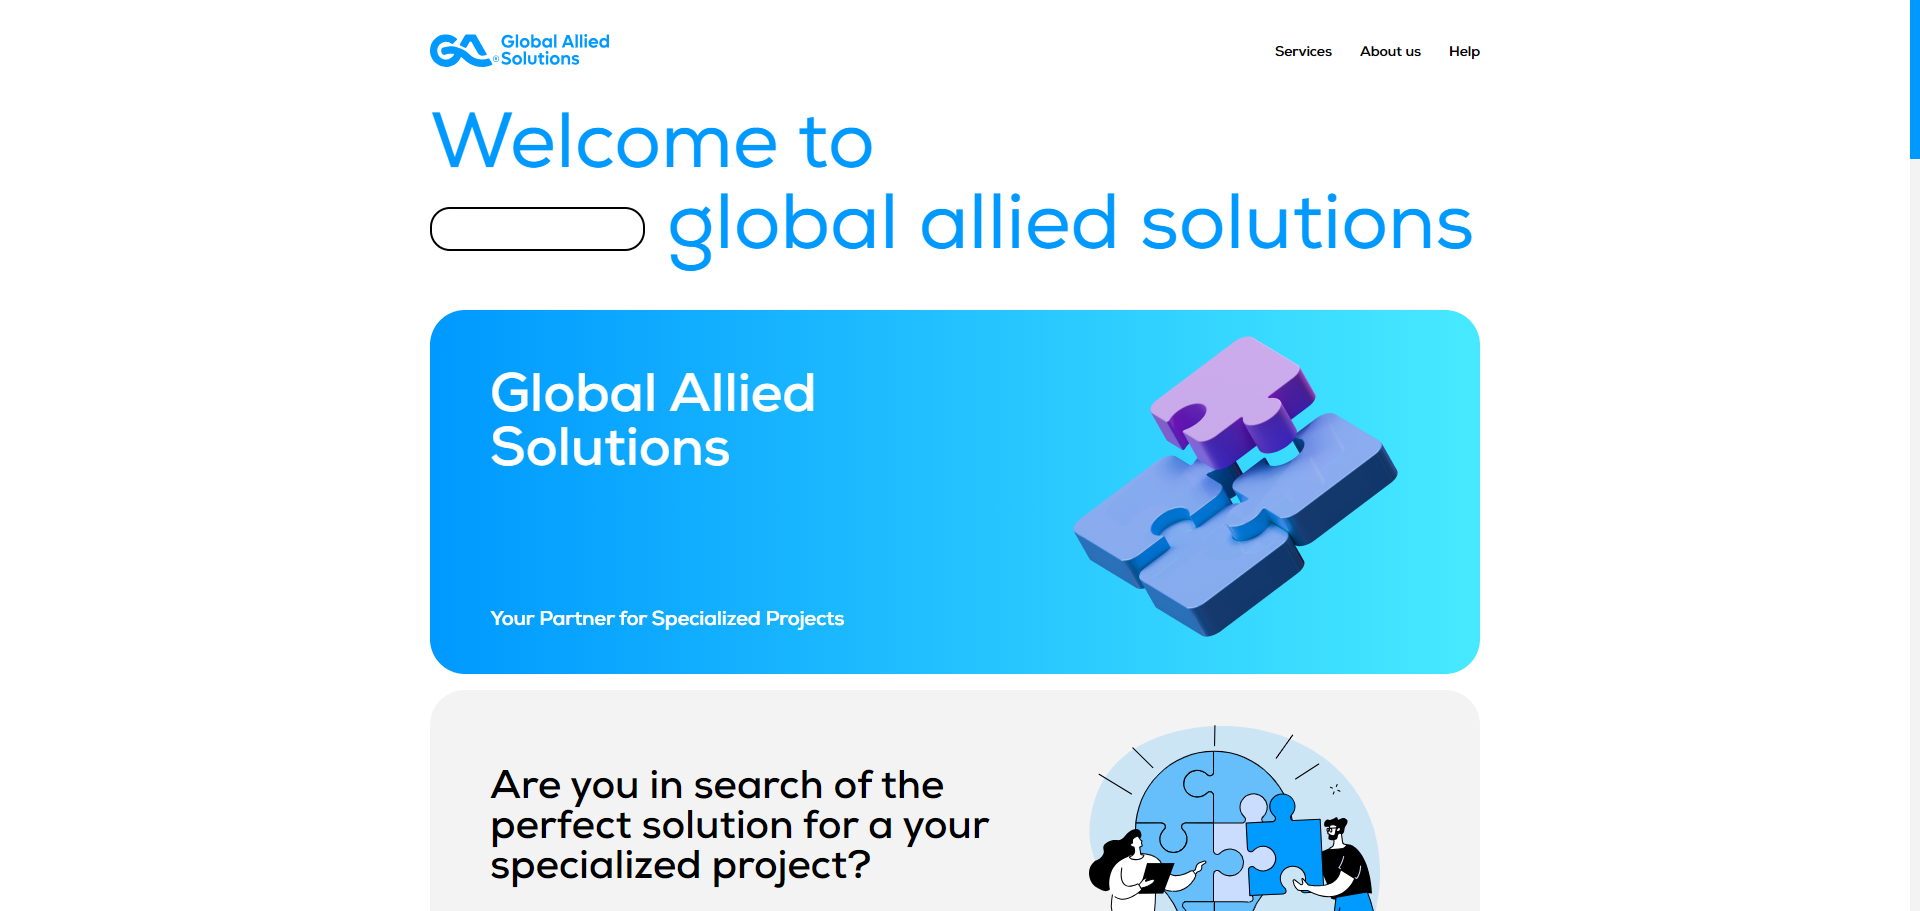 Global Allied
Solutions
®
Services
About us
Help
Welcome to
global allied solutions
Global Allied
Solutions
Your Partner for Specialized Projects
Are you in search of the
perfect solution for a your
specialized project?